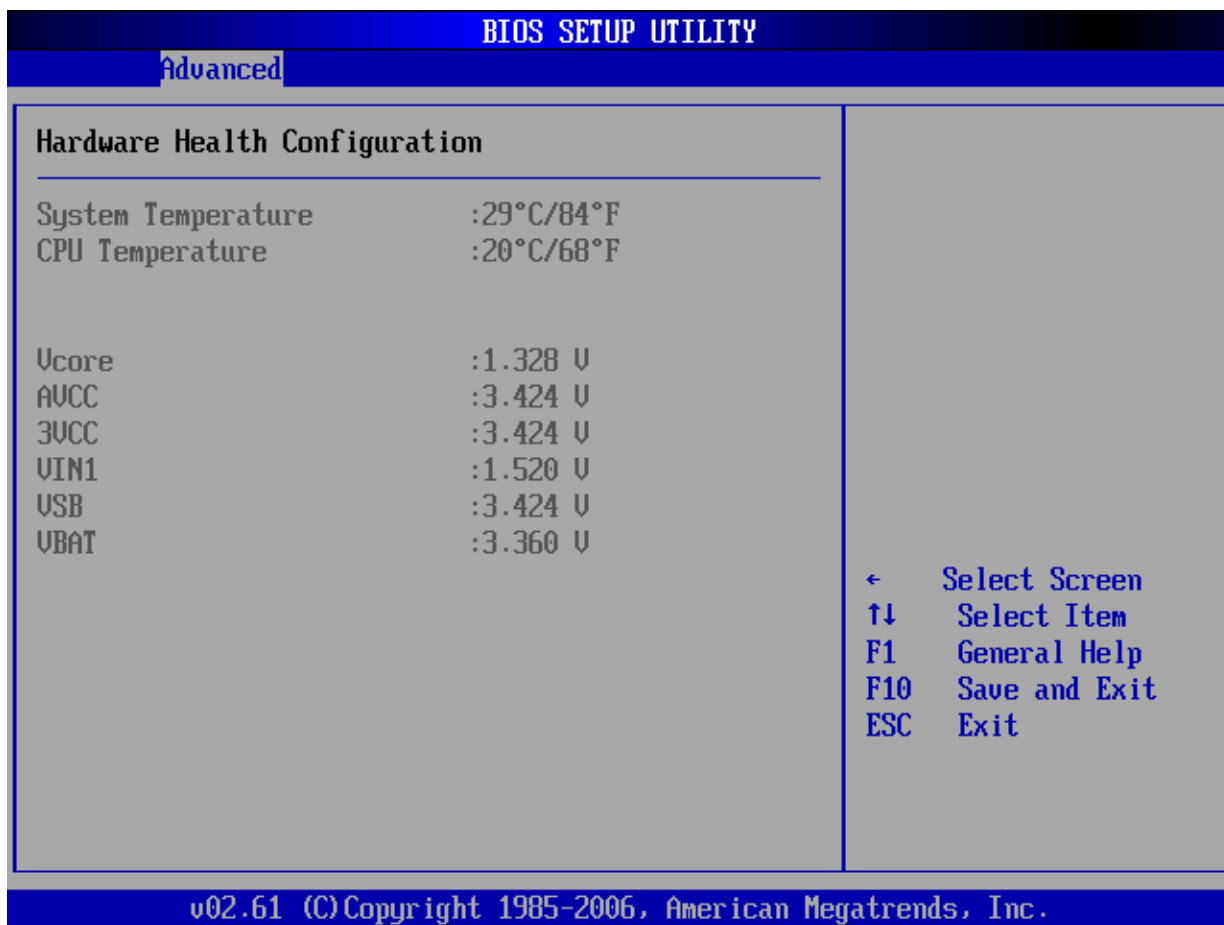 BIOS SETUP UTILITY
Advanced
Hardware Health Configuration
System Temperature :29°C/84°F
CPU Temperature :20°C/68°F
Vcore :1.328 V
AVCC :3.424 V
3VCC :3.424 V
VIN1 :1.520 V
VSB :3.424 V
VBAT :3.360 V
← Select Screen
↑↓ Select Item
F1 General Help
F10 Save and Exit
ESC Exit
v02.61 (C)Copyright 1985-2006, American Megatrends, Inc.